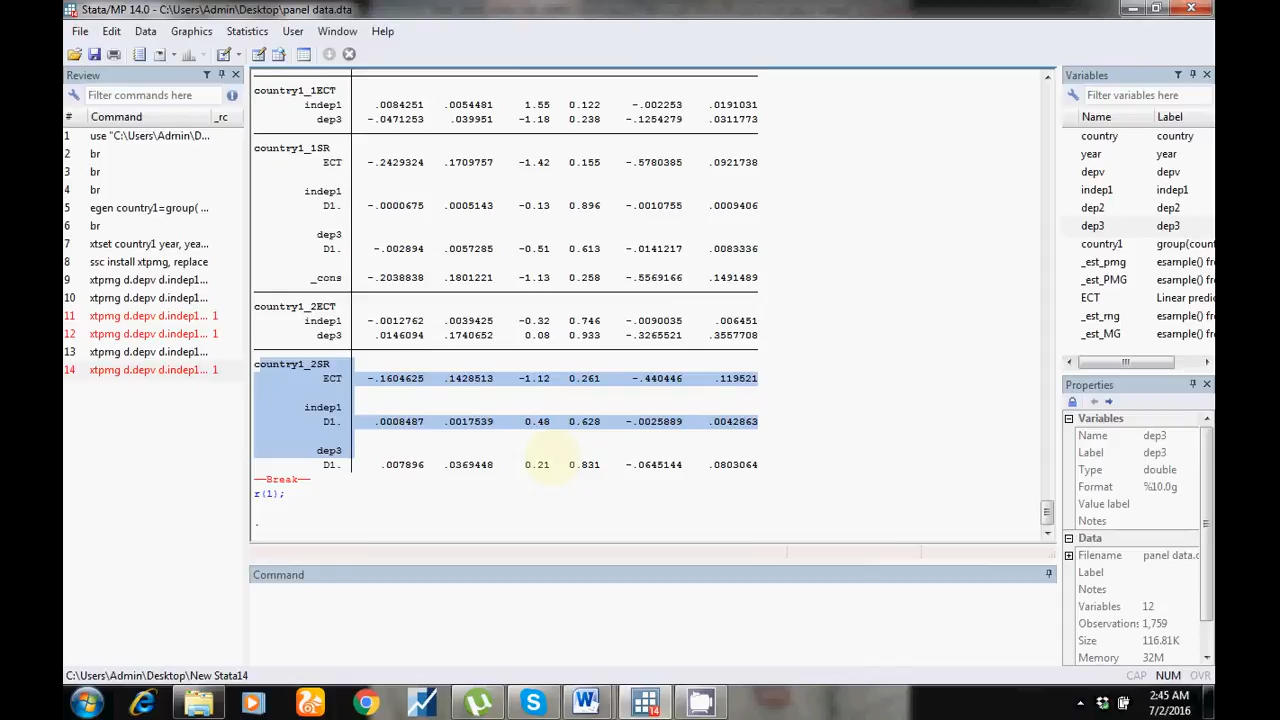 Stata/MP 14.0 - C:\Users\Admin\Desktop\panel data.dta
File Edit Data Graphics Statistics User Window Help
Review
Filter commands here
# Command _rc
1 use "C:\Users\Admin\D...
2 br
3 br
4 br
5 egen country1=group( ...
6 br
7 xtset country1 year, yea...
8 ssc install xtpmg, replace
9 xtpmg d.depv d.indep1...
10 xtpmg d.depv d.indep1...
11 xtpmg d.depv d.indep1... 1
12 xtpmg d.depv d.indep1... 1
13 xtpmg d.depv d.indep1...
14 xtpmg d.depv d.indep1... 1
country1_1ECT
indep1 .0084251 .0054481 1.55 0.122 -.002253 .0191031
dep3 -.0471253 .039951 -1.18 0.238 -.1254279 .0311773
country1_1SR
ECT -.2429324 .1709757 -1.42 0.155 -.5780385 .0921738
indep1
D1. -.0000675 .0005143 -0.13 0.896 -.0010755 .0009406
dep3
D1. -.002894 .0057285 -0.51 0.613 -.0141217 .0083336
_cons -.2038838 .1801221 -1.13 0.258 -.5569166 .1491489
country1_2ECT
indep1 -.0012762 .0039425 -0.32 0.746 -.0090035 .006451
dep3 .0146094 .1740652 0.08 0.933 -.3265521 .3557708
country1_2SR
ECT -.1604625 .1428513 -1.12 0.261 -.440446 .119521
indep1
D1. .0008487 .0017539 0.48 0.628 -.0025889 .0042863
dep3
D1. .007896 .0369448 0.21 0.831 -.0645144 .0803064
—Break—
r(1);
.
Command
Variables
Filter variables here
Name Label
country country
year year
depv depv
indep1 indep1
dep2 dep2
dep3 dep3
country1 group(count
_est_pmg esample() fro
_est_PMG esample() fro
ECT Linear predic
_est_mg esample() fro
_est_MG esample() fro
Properties
Variables
Name dep3
Label dep3
Type double
Format %10.0g
Value label
Notes
Data
Filename panel data.c
Label
Notes
Variables 12
Observations 1,759
Size 116.81K
Memory 32M
C:\Users\Admin\Desktop\New Stata14
CAP NUM OVR
2:45 AM
7/2/2016